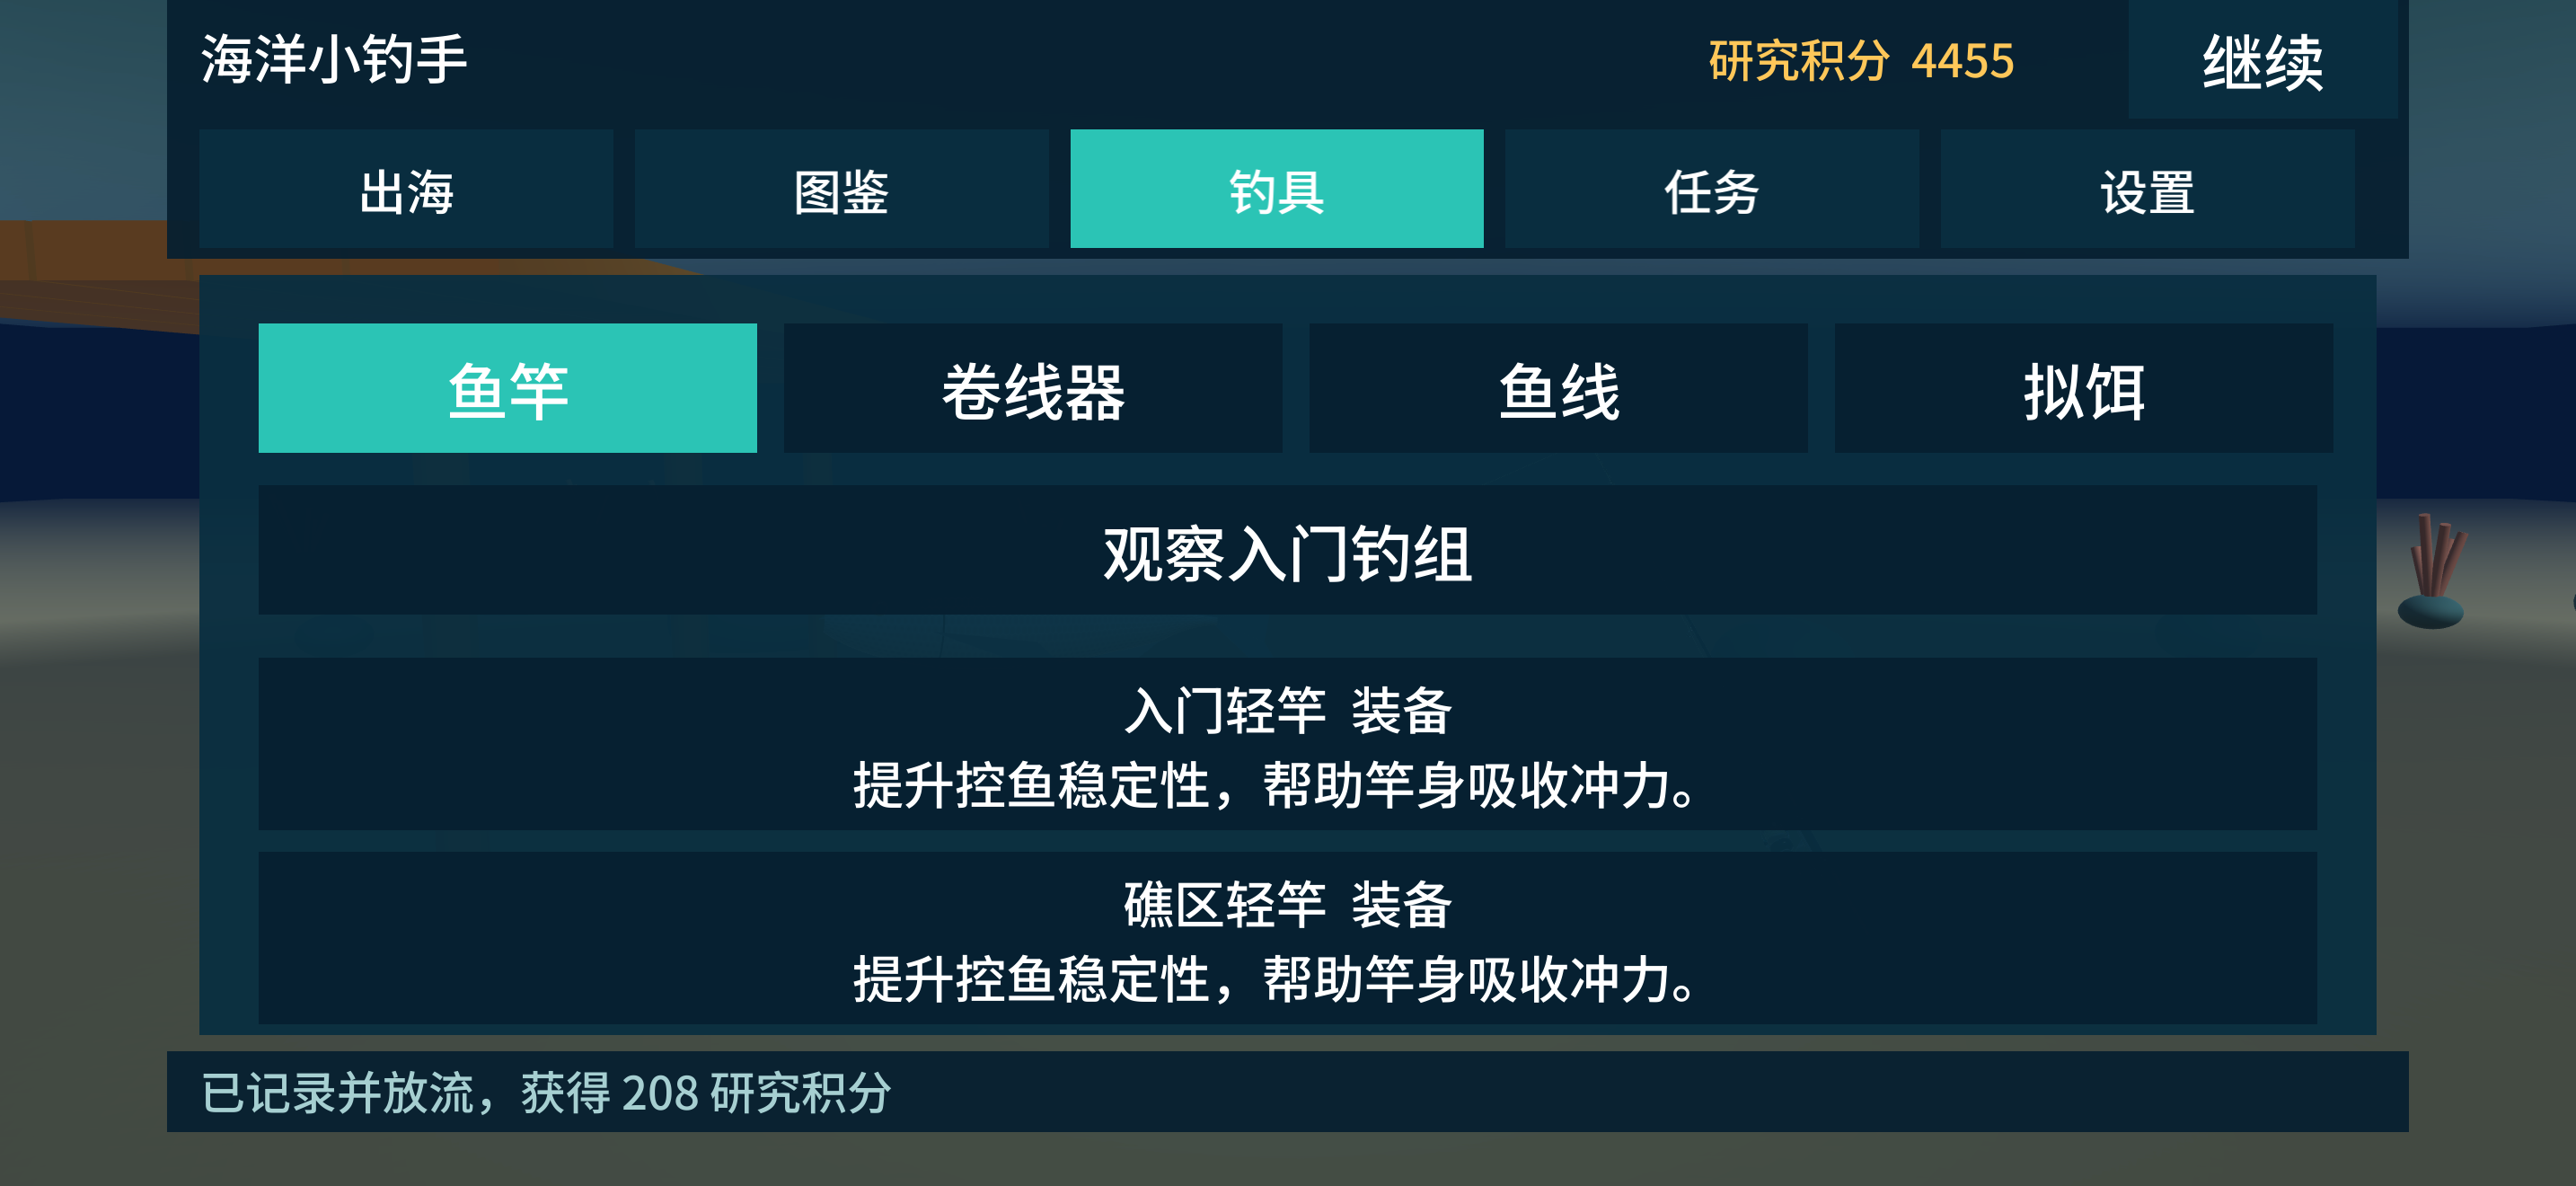 海洋小钓手
研究积分 4455
继续
出海
图鉴
钓具
任务
设置
鱼竿
卷线器
鱼线
拟饵
观察入门钓组
入门轻竿 装备
提升控鱼稳定性，帮助竿身吸收冲力。
礁区轻竿 装备
提升控鱼稳定性，帮助竿身吸收冲力。
已记录并放流，获得 208 研究积分